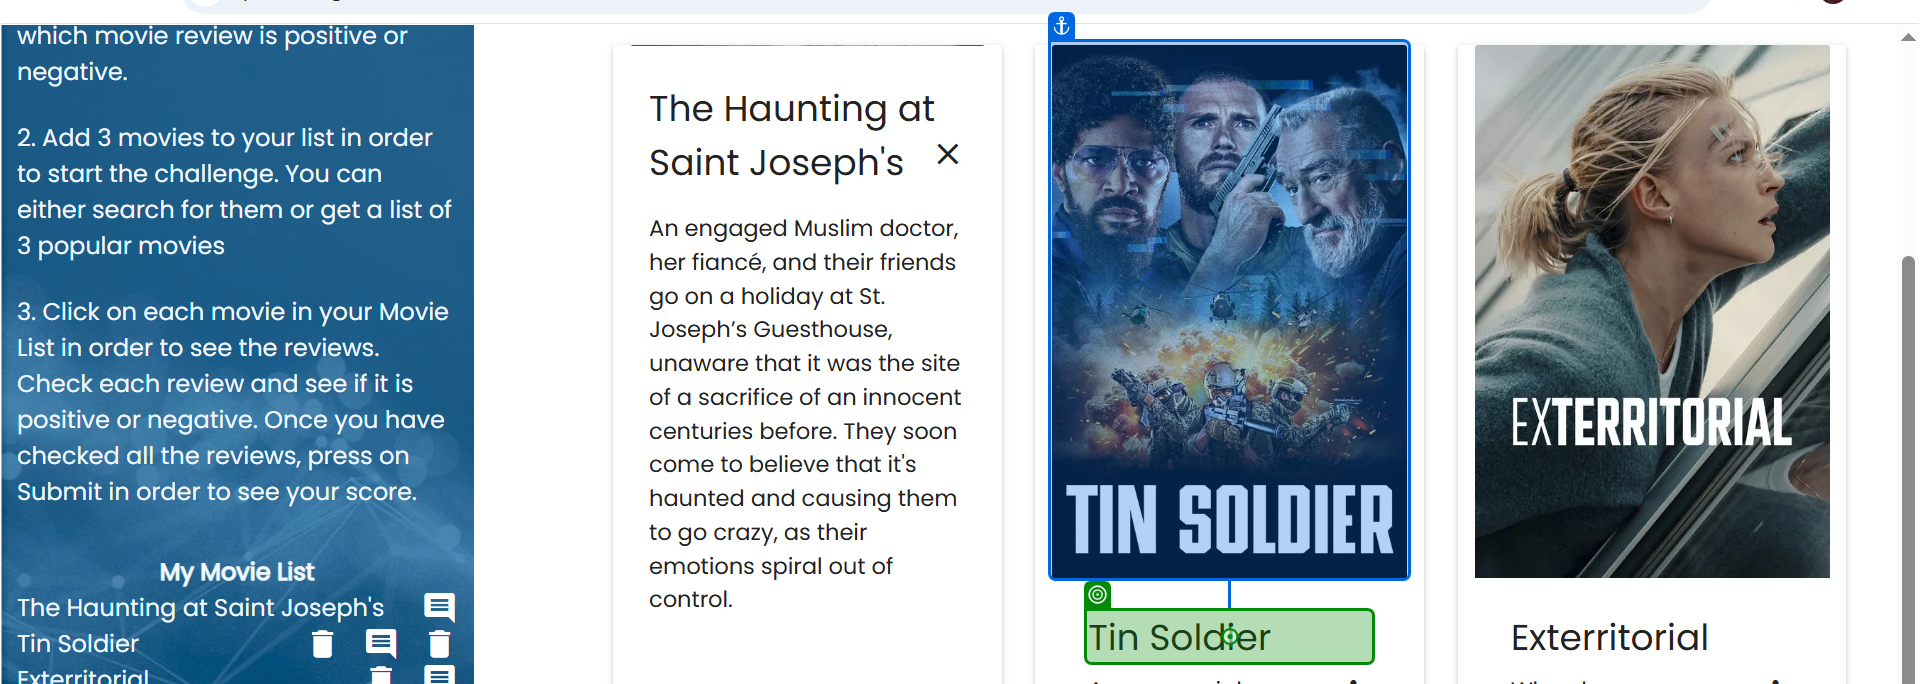 which movie review is positive or
negative.
2. Add 3 movies to your list in order
to start the challenge. You can
either search for them or get a list of
3 popular movies
3. Click on each movie in your Movie
List in order to see the reviews.
Check each review and see if it is
positive or negative. Once you have
checked all the reviews, press on
Submit in order to see your score.
My Movie List
The Haunting at Saint Joseph's
Tin Soldier
Exterritorial
The Haunting at
Saint Joseph's
An engaged Muslim doctor,
her fiancé, and their friends
go on a holiday at St.
Joseph’s Guesthouse,
unaware that it was the site
of a sacrifice of an innocent
centuries before. They soon
come to believe that it's
haunted and causing them
to go crazy, as their
emotions spiral out of
control.
TIN SOLDIER
Tin Soldier
EXTERRITORIAL
Exterritorial